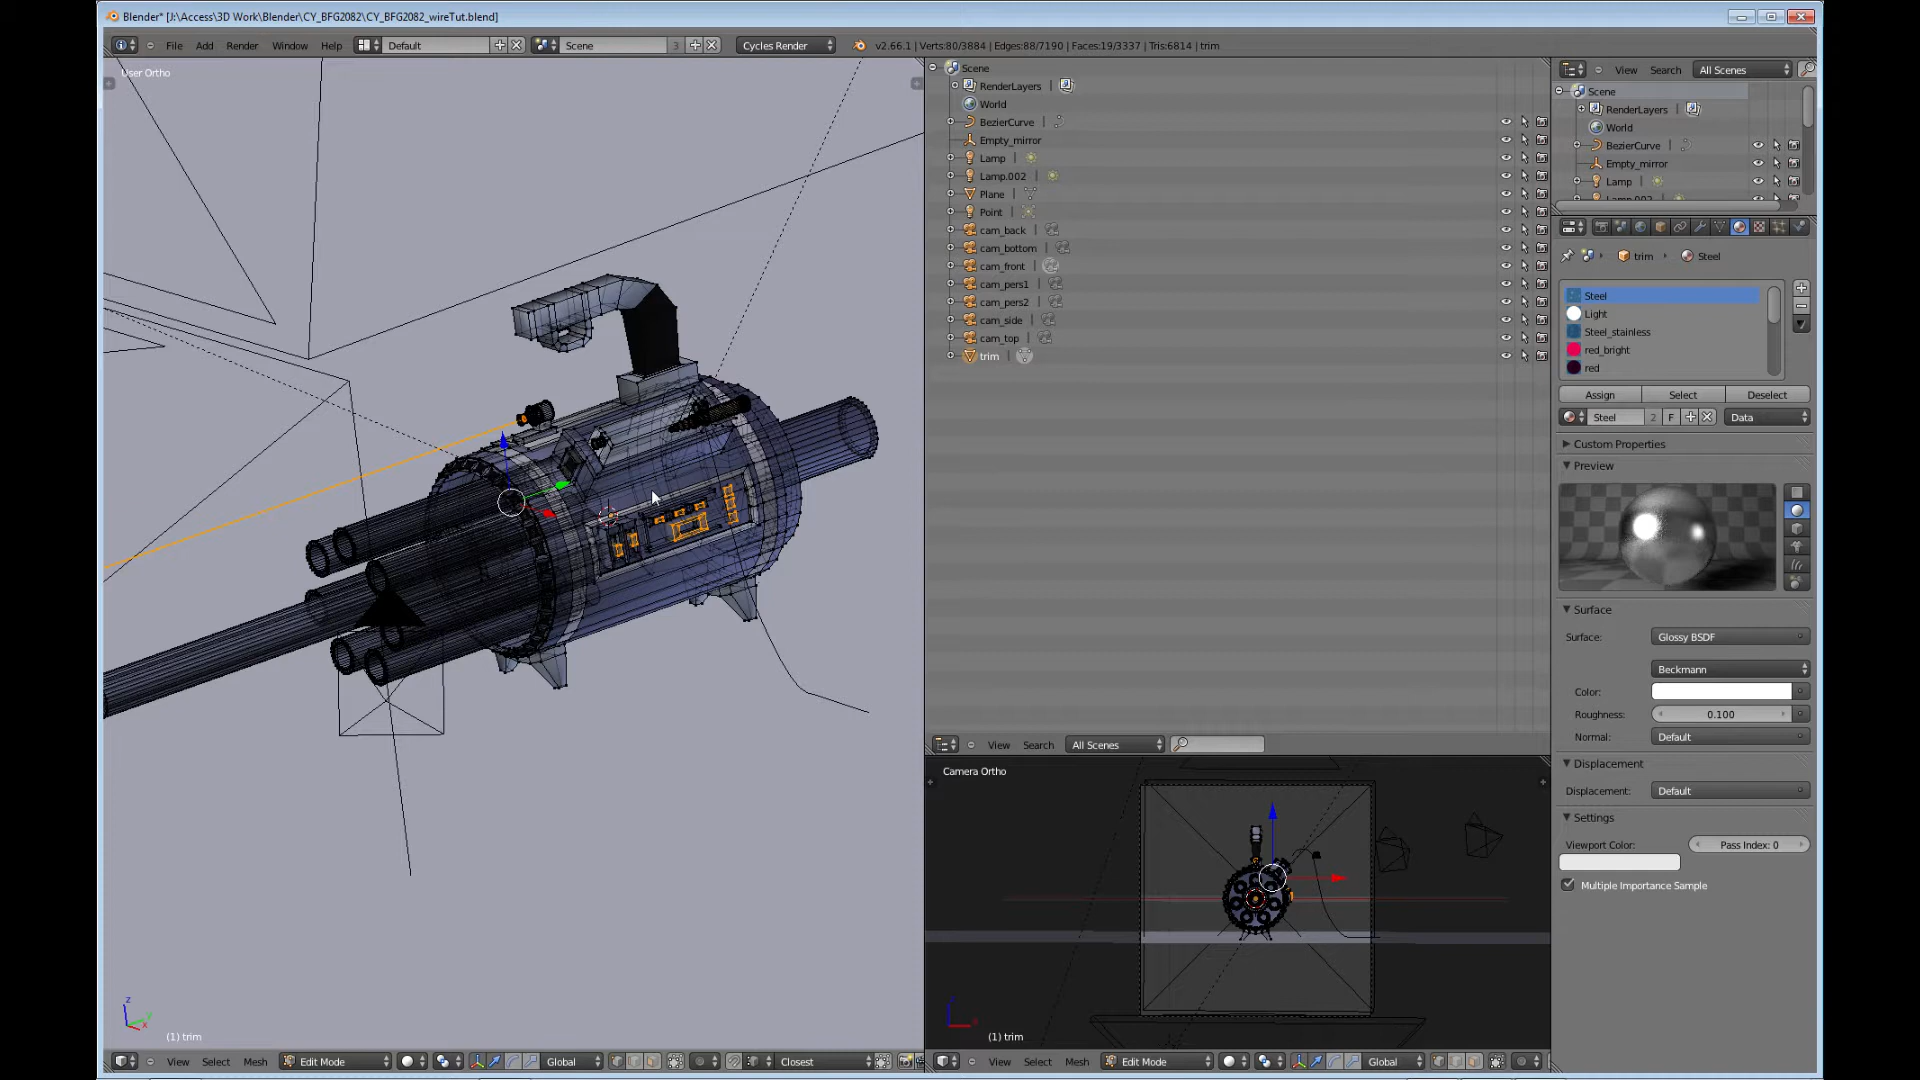 Blender* [J:\Access\3D Work\Blender\CY_BFG2082\CY_BFG2082_wireTut.blend]
File Add Render Window Help Default Scene 3 Cycles Render v2.66.1 | Verts:80/3884 | Edges:88/7190 | Faces:19/3337 | Tris:6814 | trim
User Ortho
Scene
RenderLayers |
World
BezierCurve |
Empty_mirror
Lamp |
Lamp.002 |
Plane |
Point |
cam_back |
cam_bottom |
cam_front |
cam_pers1 |
cam_pers2 |
cam_side |
cam_top |
trim |
View Search All Scenes
Camera Ortho
(1) trim
(1) trim
View Select Mesh Edit Mode Global Closest
View Select Mesh Edit Mode Global
View Search All Scenes
Scene
RenderLayers |
World
BezierCurve |
Empty_mirror
Lamp |
Lamp.002 |
trim Steel
Steel
Light
Steel_stainless
red_bright
red
Assign Select Deselect
Steel 2 F Data
Custom Properties
Preview
Surface
Surface: Glossy BSDF
Beckmann
Color:
Roughness: 0.100
Normal: Default
Displacement
Displacement: Default
Settings
Viewport Color: Pass Index: 0
Multiple Importance Sample